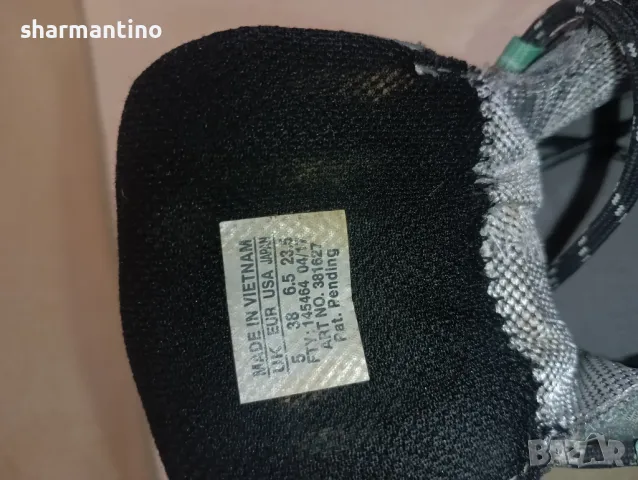 sharmantino
MADE IN VIETNAM
UK EUR USA JAPAN
5 38 6.5 23.5
FTY: 145464 04/17
ART NO. 381627
Pat. Pending
BAZAR